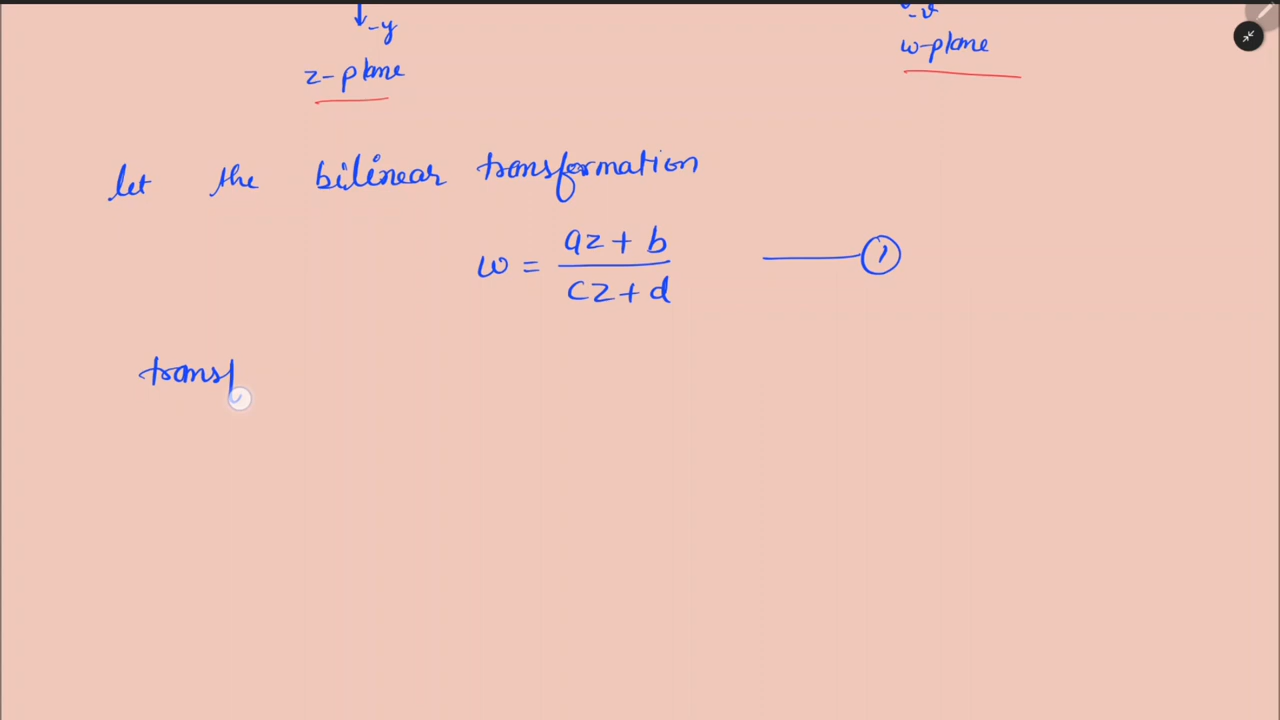 -y
-v
z-plane
w-plane
let the bilinear transformation
w = az + b / cz + d —— 1
transf